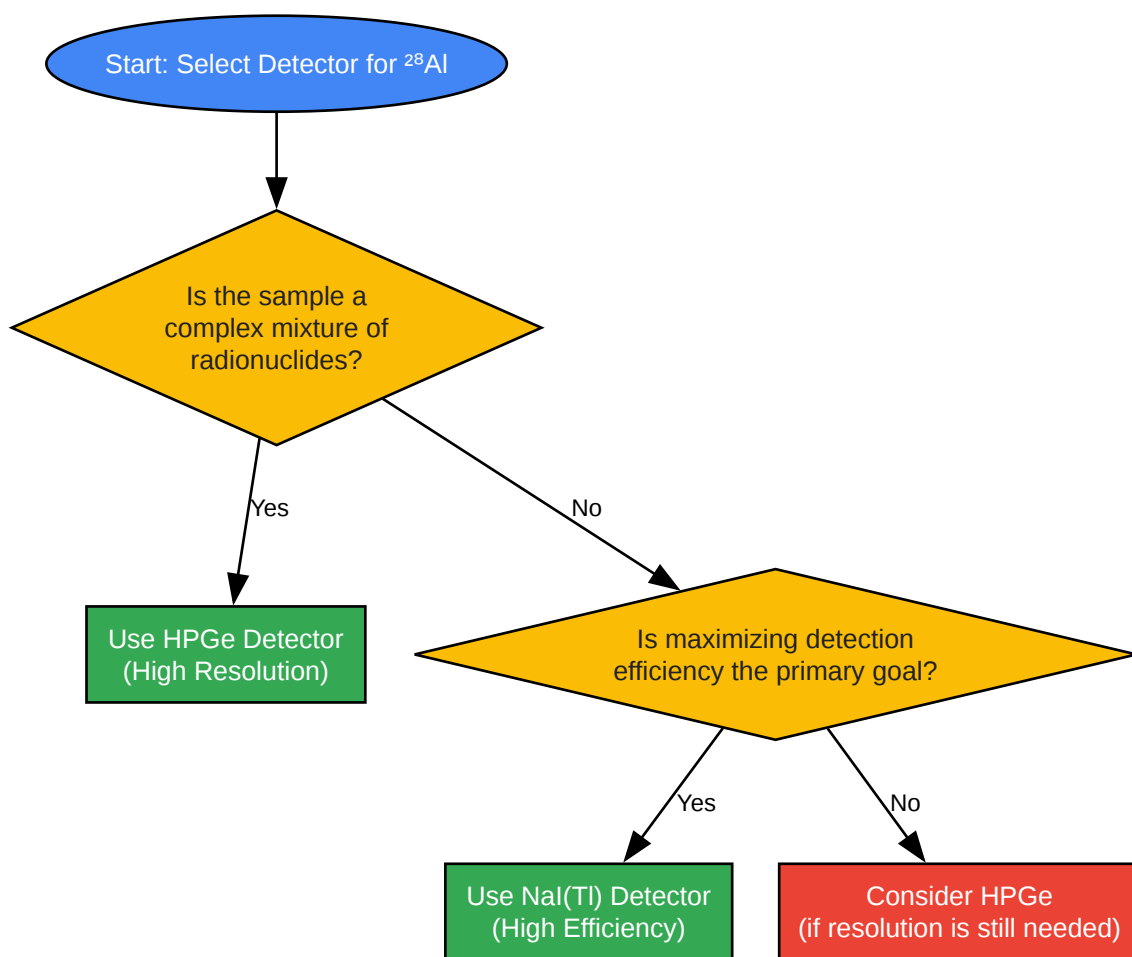 Start: Select Detector for ²⁸Al
Is the sample a
complex mixture of
radionuclides?
Yes
No
Use HPGe Detector
(High Resolution)
Is maximizing detection
efficiency the primary goal?
Yes
No
Use NaI(Tl) Detector
(High Efficiency)
Consider HPGe
(if resolution is still needed)